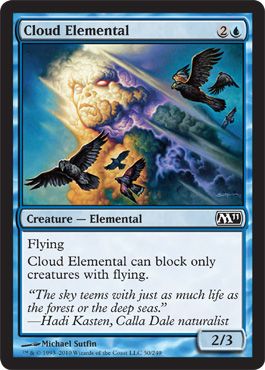 Cloud Elemental 2
Creature — Elemental M11
Flying
Cloud Elemental can block only
creatures with flying.
"The sky teems with just as much life as
the forest or the deep seas."
—Hadi Kasten, Calla Dale naturalist
Michael Sutfin
™ & © 1993–2010 Wizards of the Coast LLC 50/249
2/3